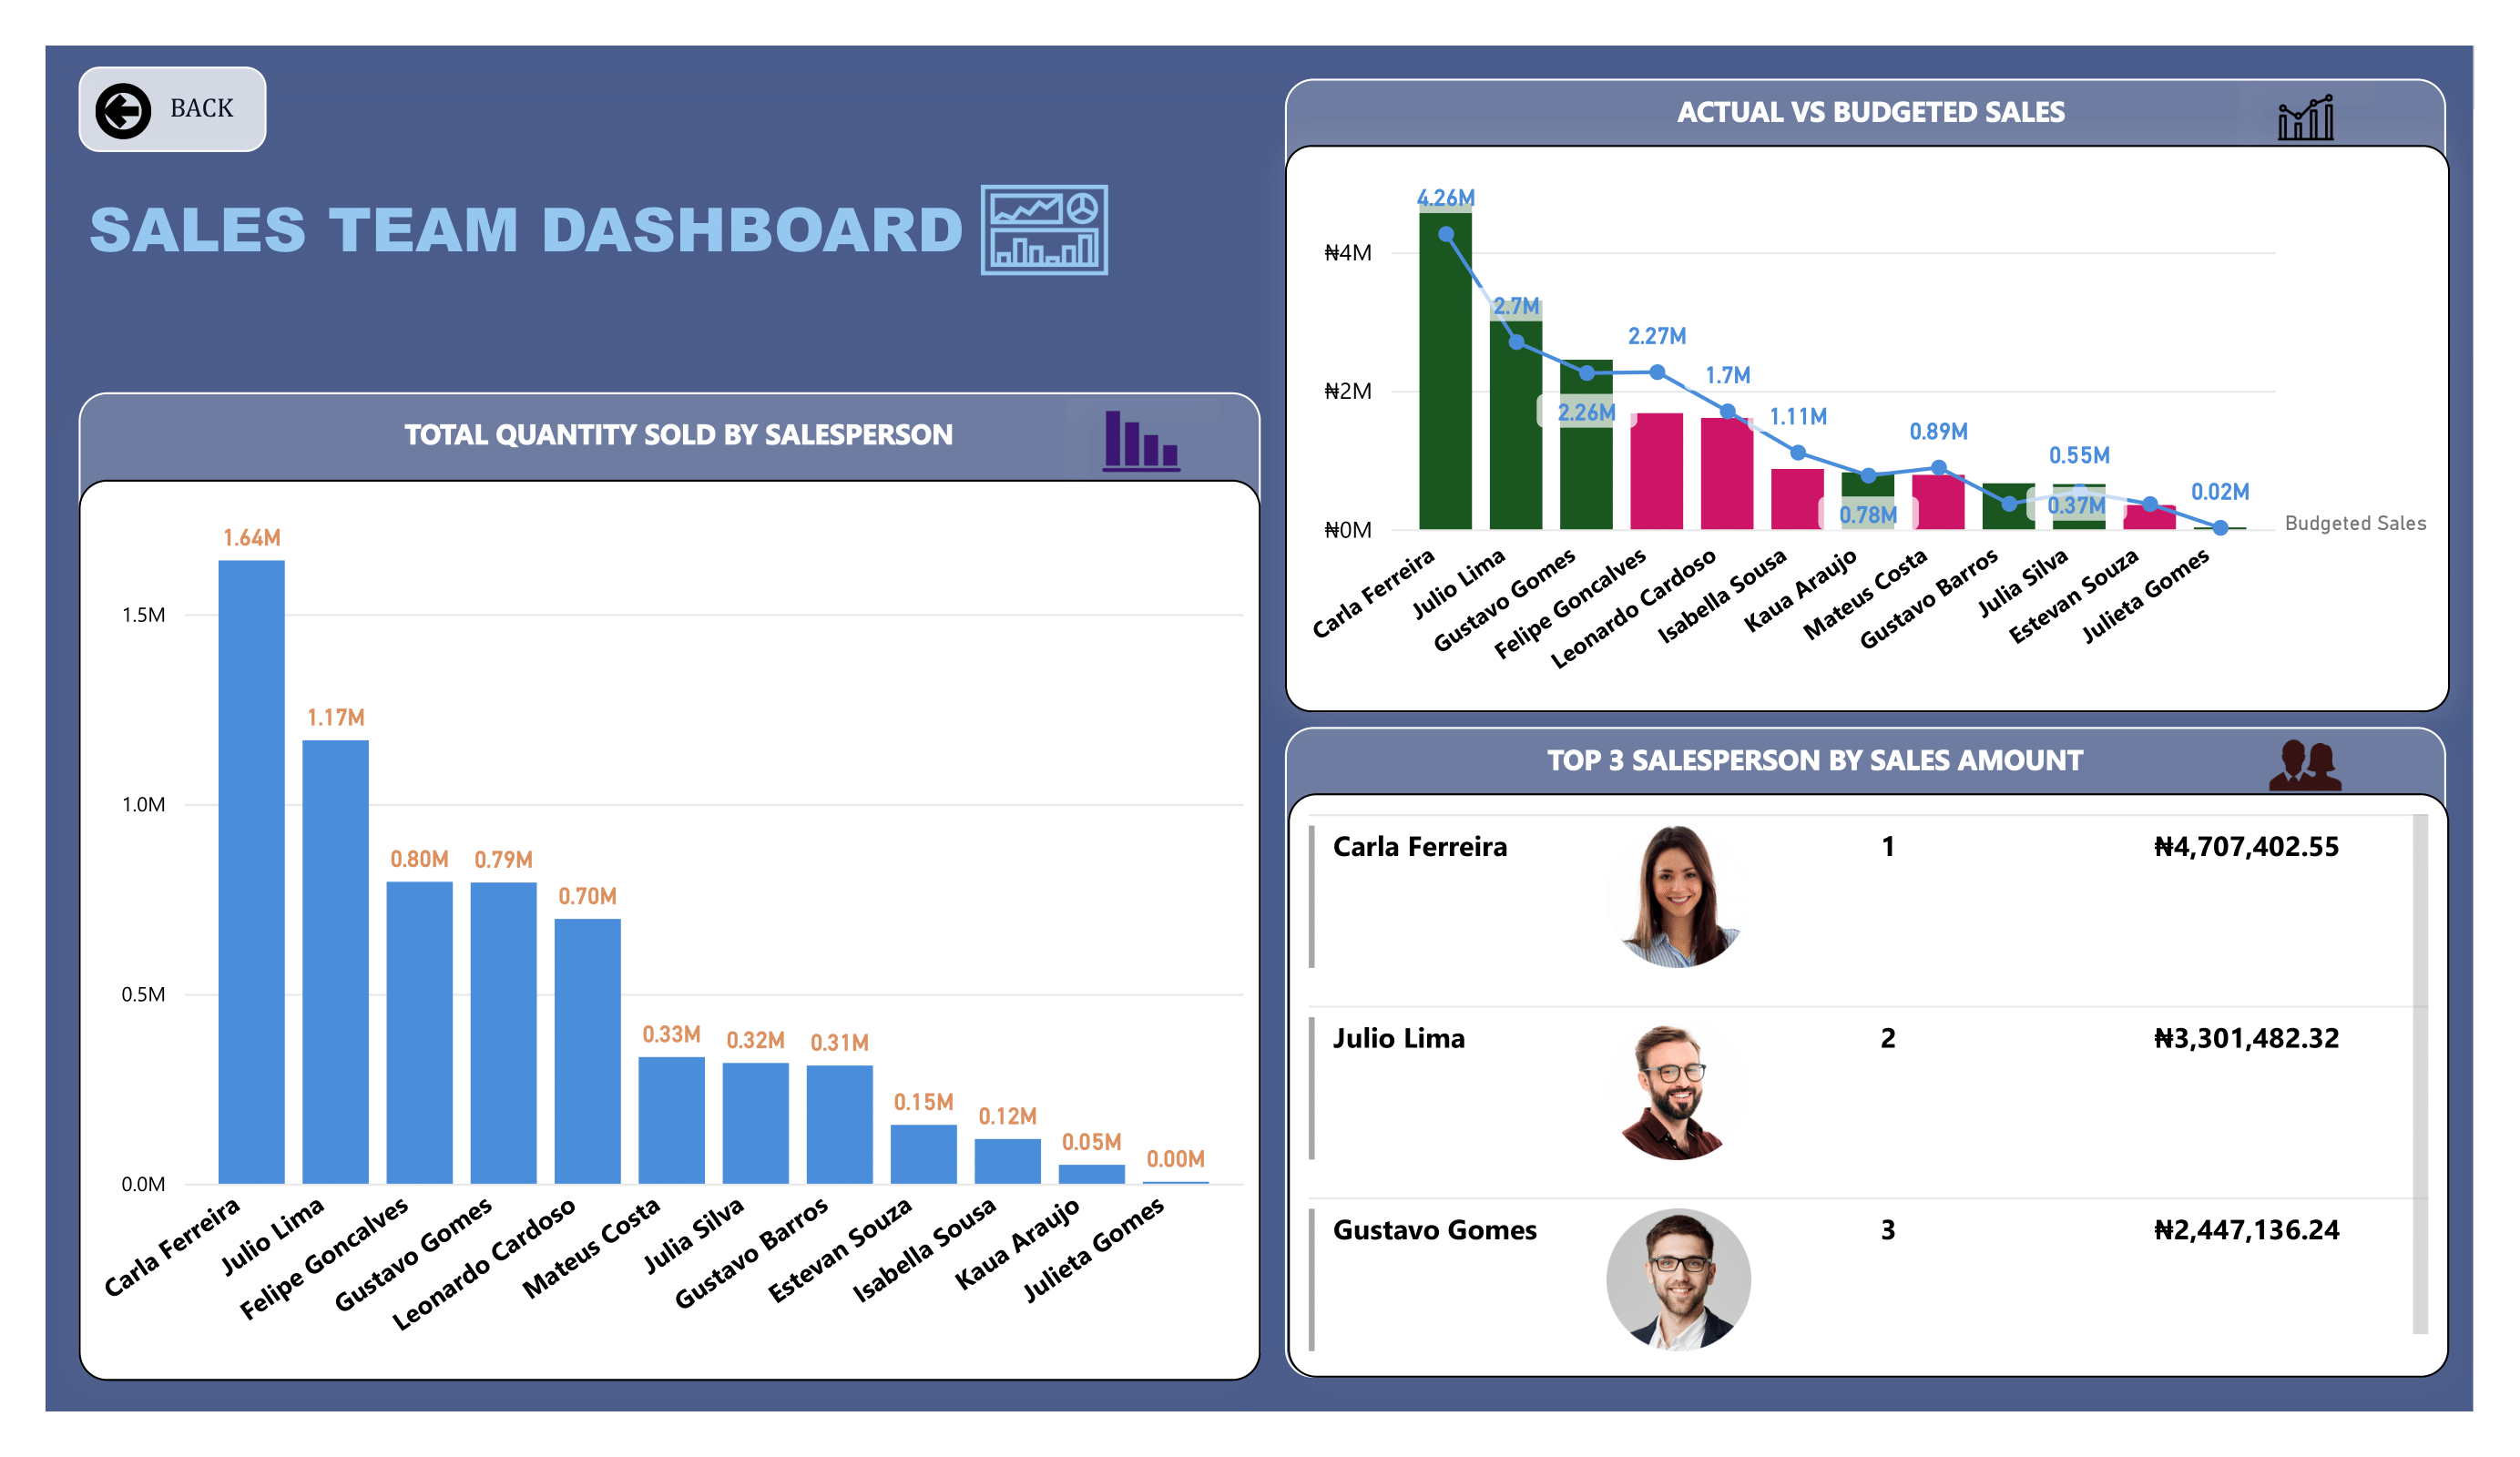 BACK
SALES TEAM DASHBOARD
TOTAL QUANTITY SOLD BY SALESPERSON
1.5M
1.0M
0.5M
0.0M
1.64M
1.17M
0.80M
0.79M
0.70M
0.33M
0.32M
0.31M
0.15M
0.12M
0.05M
0.00M
Carla Ferreira
Julio Lima
Felipe Goncalves
Gustavo Gomes
Leonardo Cardoso
Mateus Costa
Julia Silva
Gustavo Barros
Estevan Souza
Isabella Sousa
Kaua Araujo
Julieta Gomes
ACTUAL VS BUDGETED SALES
₦4M
₦2M
₦0M
4.26M
2.7M
2.26M
2.27M
1.7M
1.11M
0.78M
0.89M
0.37M
0.55M
0.02M
Budgeted Sales
Carla Ferreira
Julio Lima
Gustavo Gomes
Felipe Goncalves
Leonardo Cardoso
Isabella Sousa
Kaua Araujo
Mateus Costa
Gustavo Barros
Julia Silva
Estevan Souza
Julieta Gomes
TOP 3 SALESPERSON BY SALES AMOUNT
Carla Ferreira 1 ₦4,707,402.55
Julio Lima 2 ₦3,301,482.32
Gustavo Gomes 3 ₦2,447,136.24